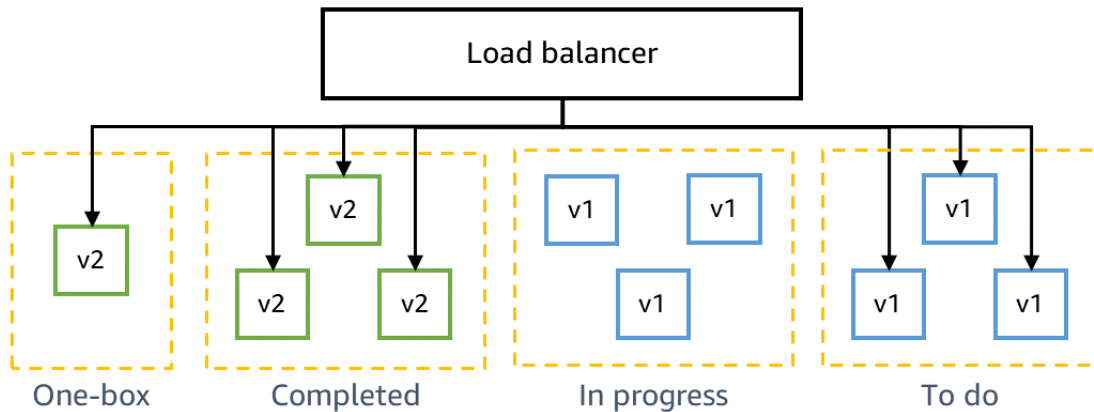 Load balancer
v2
v2
v2
v2
v1
v1
v1
v1
v1
v1
One-box
Completed
In progress
To do